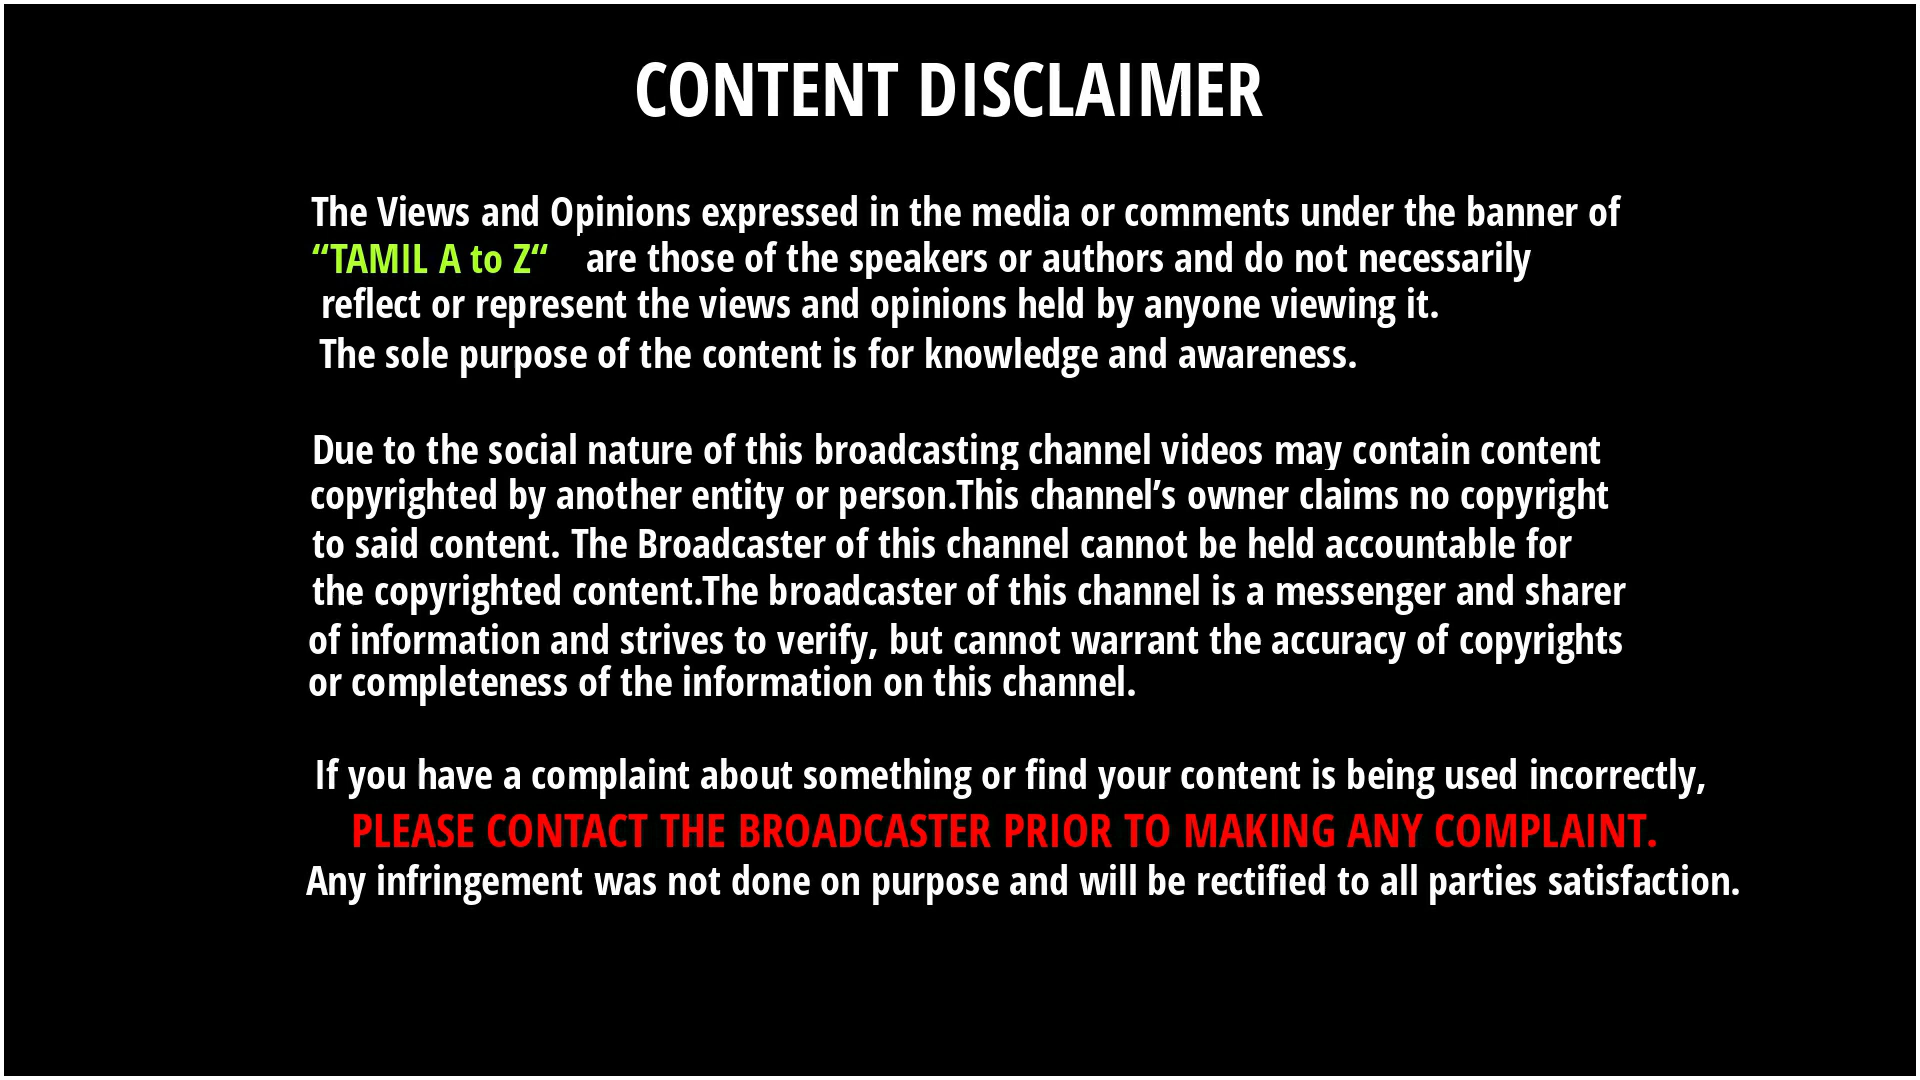 CONTENT DISCLAIMER
The Views and Opinions expressed in the media or comments under the banner of
“TAMIL A to Z“ are those of the speakers or authors and do not necessarily
reflect or represent the views and opinions held by anyone viewing it.
The sole purpose of the content is for knowledge and awareness.
Due to the social nature of this broadcasting channel videos may contain content
copyrighted by another entity or person.This channel’s owner claims no copyright
to said content. The Broadcaster of this channel cannot be held accountable for
the copyrighted content.The broadcaster of this channel is a messenger and sharer
of information and strives to verify, but cannot warrant the accuracy of copyrights
or completeness of the information on this channel.
If you have a complaint about something or find your content is being used incorrectly,
PLEASE CONTACT THE BROADCASTER PRIOR TO MAKING ANY COMPLAINT.
Any infringement was not done on purpose and will be rectified to all parties satisfaction.